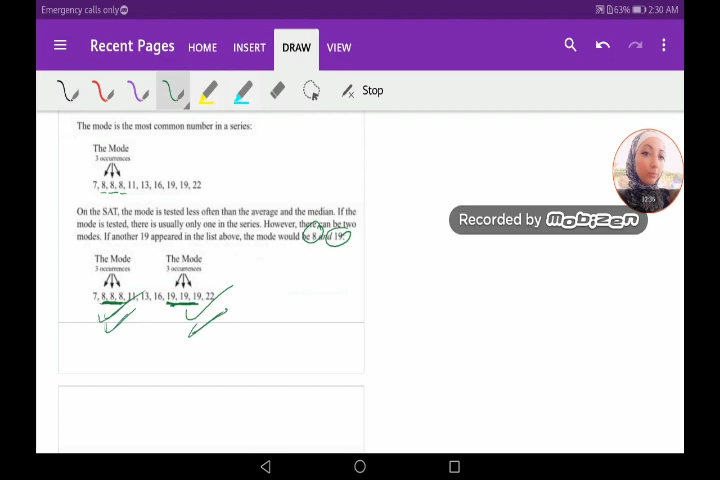 Emergency calls only
63% 2:30 AM
Recent Pages HOME INSERT DRAW VIEW
Stop
The mode is the most common number in a series:
The Mode
3 occurrences
7, 8, 8, 8, 11, 13, 16, 19, 19, 22
On the SAT, the mode is tested less often than the average and the median. If the
mode is tested, there is usually only one in the series. However, there can be two
modes. If another 19 appeared in the list above, the mode would be 8 and 19:
The Mode The Mode
3 occurrences 3 occurrences
7, 8, 8, 8, 11, 13, 16, 19, 19, 19, 22
12:35
Recorded by mobizen